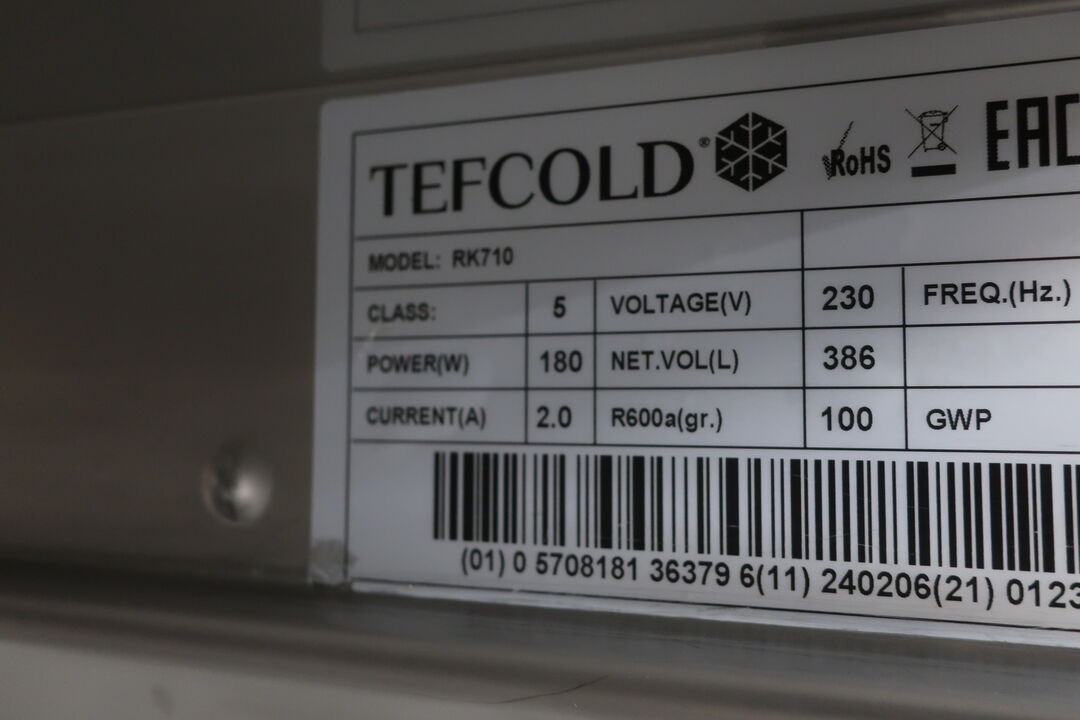 TEFCOLD® RoHS EAC
MODEL: RK710
CLASS: 5 VOLTAGE(V) 230 FREQ.(Hz.)
POWER(W) 180 NET.VOL(L) 386
CURRENT(A) 2.0 R600a(gr.) 100 GWP
(01) 0 5708181 36379 6(11) 240206(21) 0123